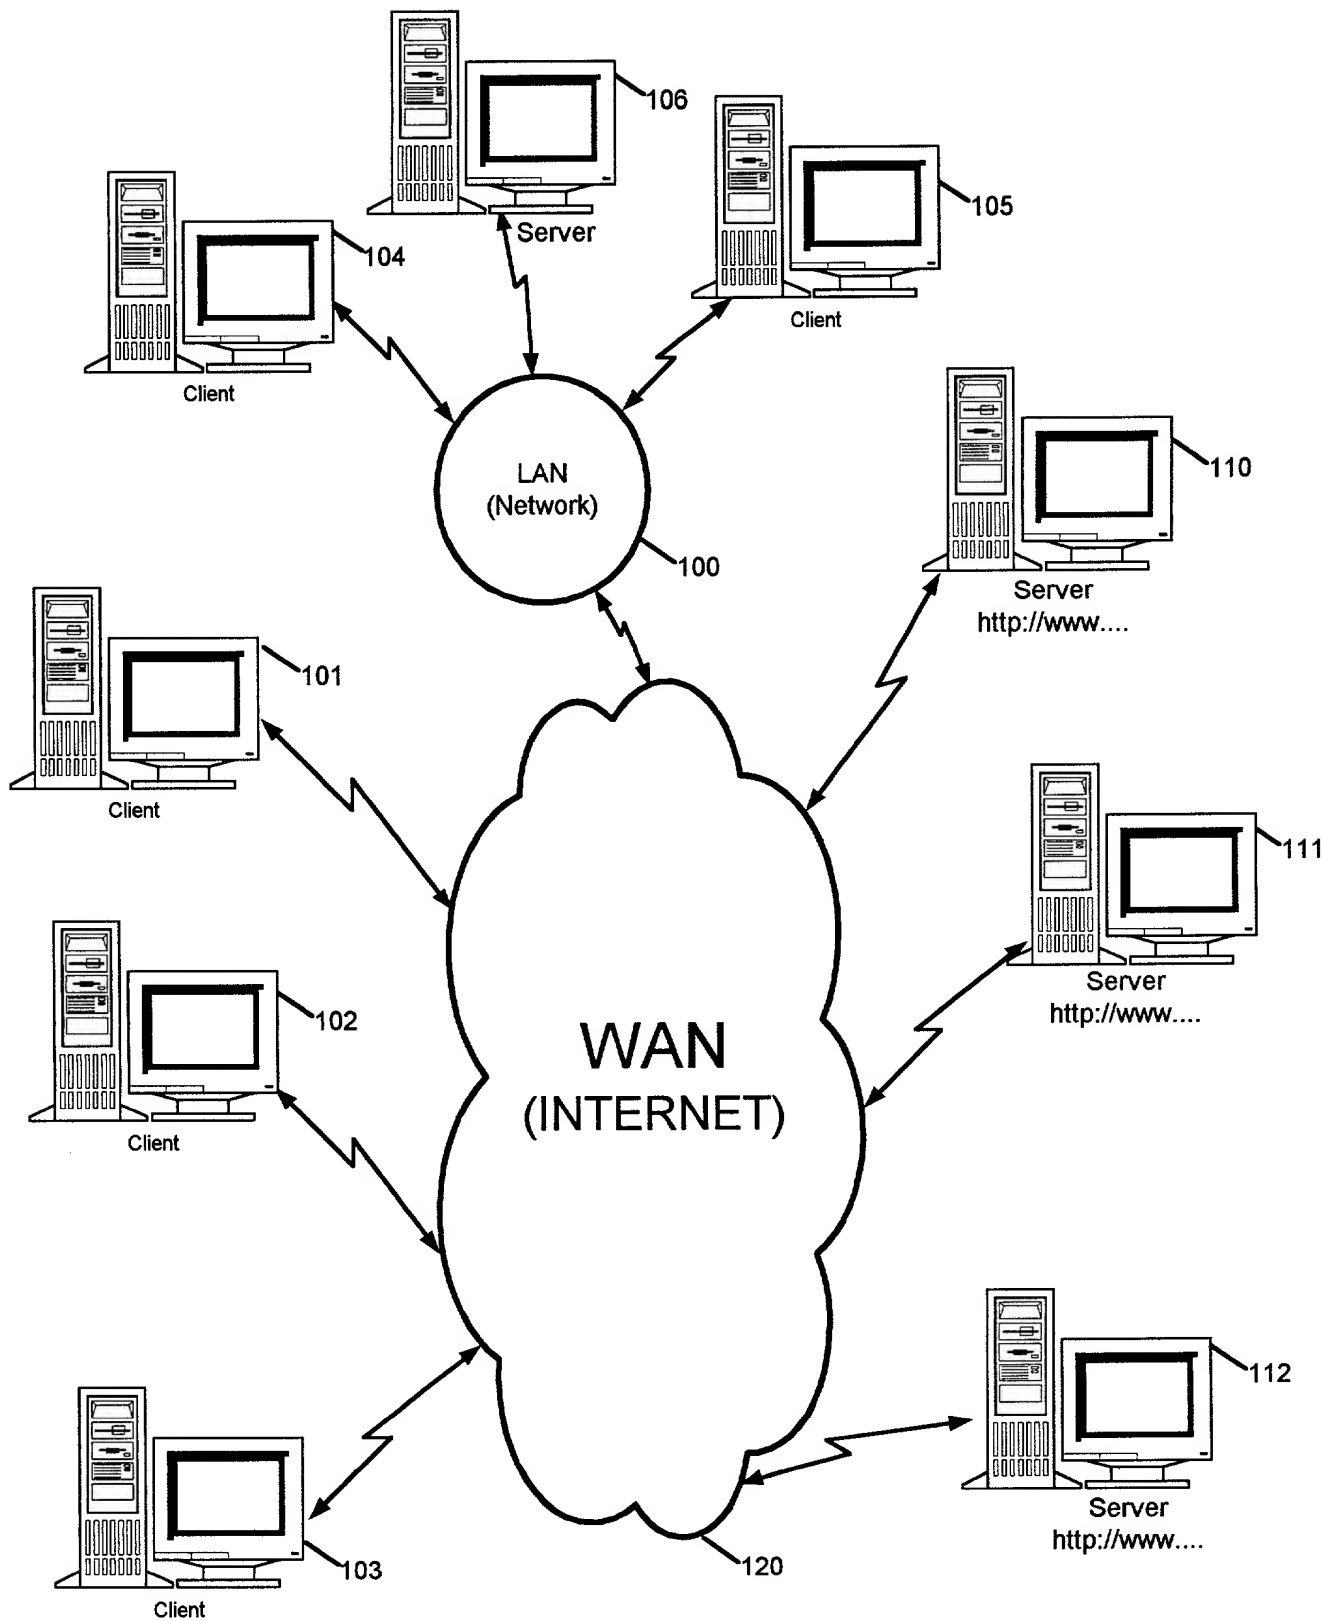 106
Server
105
Client
104
Client
LAN
(Network)
100
110
Server
http://www....
101
Client
111
Server
http://www....
102
Client
WAN
(INTERNET)
112
Server
http://www....
103
Client
120